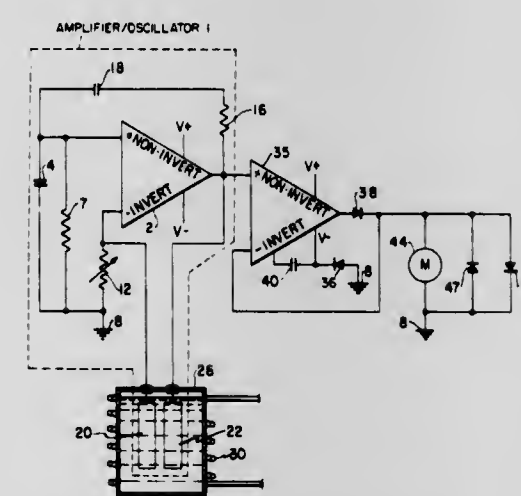 AMPLIFIER/OSCILLATOR 1
18
16
V+
35
+ NON-INVERT
V+
4
+ NON-INVERT
38
7
- INVERT
2
V-
- INVERT
V-
44
M
47
12
40
36
8
8
8
26
20
22
30